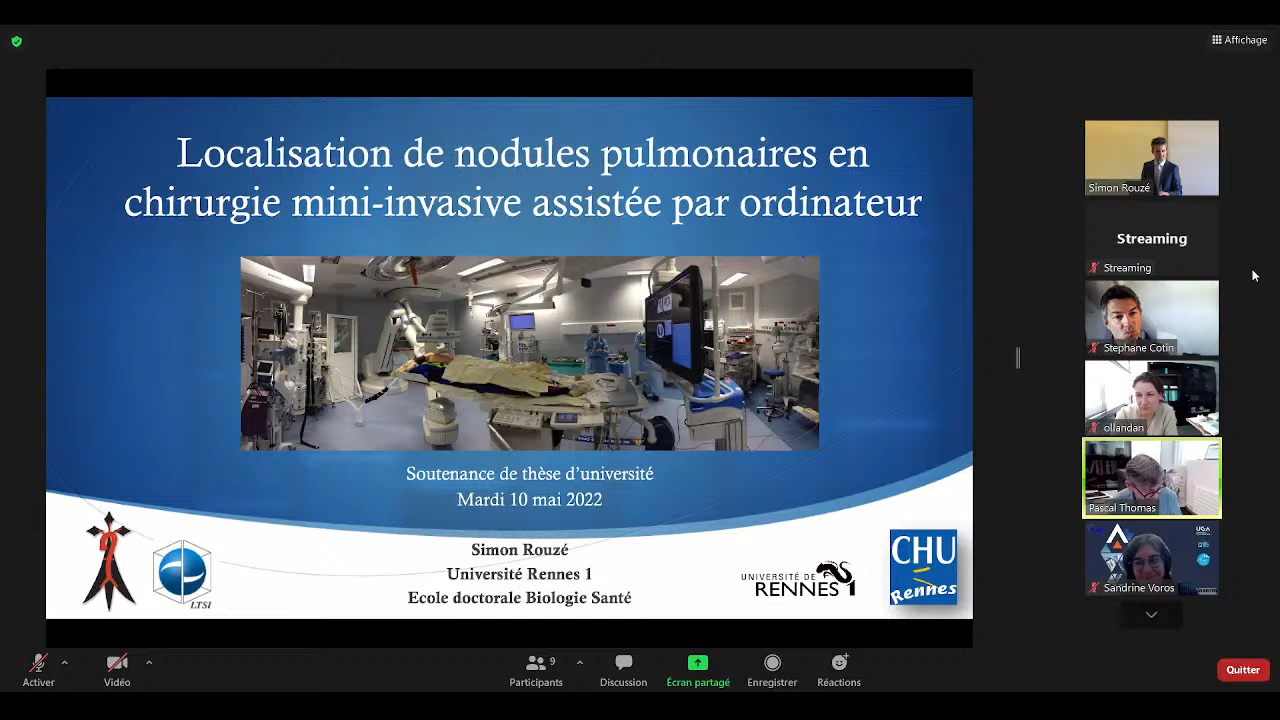 Affichage
Localisation de nodules pulmonaires en
chirurgie mini-invasive assistée par ordinateur
Soutenance de thèse d'université
Mardi 10 mai 2022
Simon Rouzé
Université Rennes 1
Ecole doctorale Biologie Santé
LTSI
UNIVERSITÉ DE
RENNES 1
CHU
Rennes
Simon Rouzé
Streaming
Streaming
Stephane Cotin
ollandan
Pascal Thomas
UGA
Sandrine Voros
Activer
Vidéo
9
Participants
Discussion
Écran partagé
Enregistrer
Réactions
Quitter